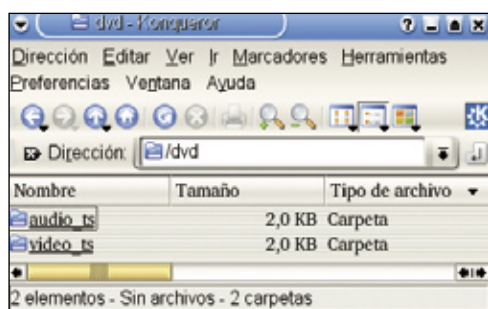 dvd - Konqueror
Dirección Editar Ver Ir Marcadores Herramientas
Preferencias Ventana Ayuda
Dirección: /dvd
Nombre Tamaño Tipo de archivo
audio_ts 2,0 KB Carpeta
video_ts 2,0 KB Carpeta
2 elementos - Sin archivos - 2 carpetas